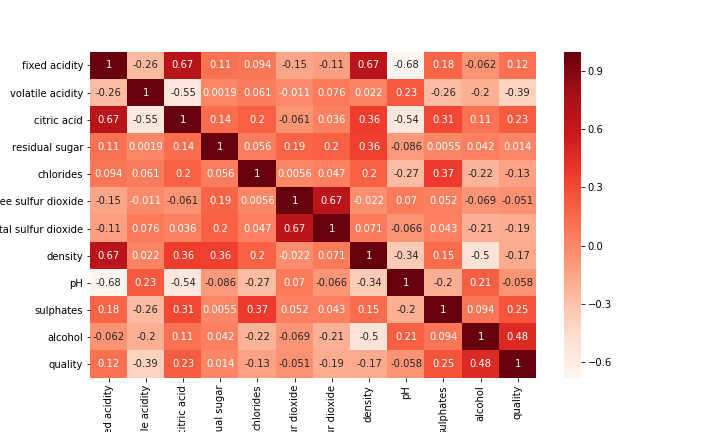 fixed acidity 1 -0.26 0.67 0.11 0.094 -0.15 -0.11 0.67 -0.68 0.18 -0.062 0.12
volatile acidity -0.26 1 -0.55 0.0019 0.061 -0.011 0.076 0.022 0.23 -0.26 -0.2 -0.39
citric acid 0.67 -0.55 1 0.14 0.2 -0.061 0.036 0.36 -0.54 0.31 0.11 0.23
residual sugar 0.11 0.0019 0.14 1 0.056 0.19 0.2 0.36 -0.086 0.0055 0.042 0.014
chlorides 0.094 0.061 0.2 0.056 1 0.0056 0.047 0.2 -0.27 0.37 -0.22 -0.13
ee sulfur dioxide -0.15 -0.011 -0.061 0.19 0.0056 1 0.67 -0.022 0.07 0.052 -0.069 -0.051
tal sulfur dioxide -0.11 0.076 0.036 0.2 0.047 0.67 1 0.071 -0.066 0.043 -0.21 -0.19
density 0.67 0.022 0.36 0.36 0.2 -0.022 0.071 1 -0.34 0.15 -0.5 -0.17
pH -0.68 0.23 -0.54 -0.086 -0.27 0.07 -0.066 -0.34 1 -0.2 0.21 -0.058
sulphates 0.18 -0.26 0.31 0.0055 0.37 0.052 0.043 0.15 -0.2 1 0.094 0.25
alcohol -0.062 -0.2 0.11 0.042 -0.22 -0.069 -0.21 -0.5 0.21 0.094 1 0.48
quality 0.12 -0.39 0.23 0.014 -0.13 -0.051 -0.19 -0.17 -0.058 0.25 0.48 1
ed acidity
le acidity
citric acid
ual sugar
chlorides
ur dioxide
ur dioxide
density
pH
sulphates
alcohol
quality
0.9
0.6
0.3
0.0
−0.3
−0.6